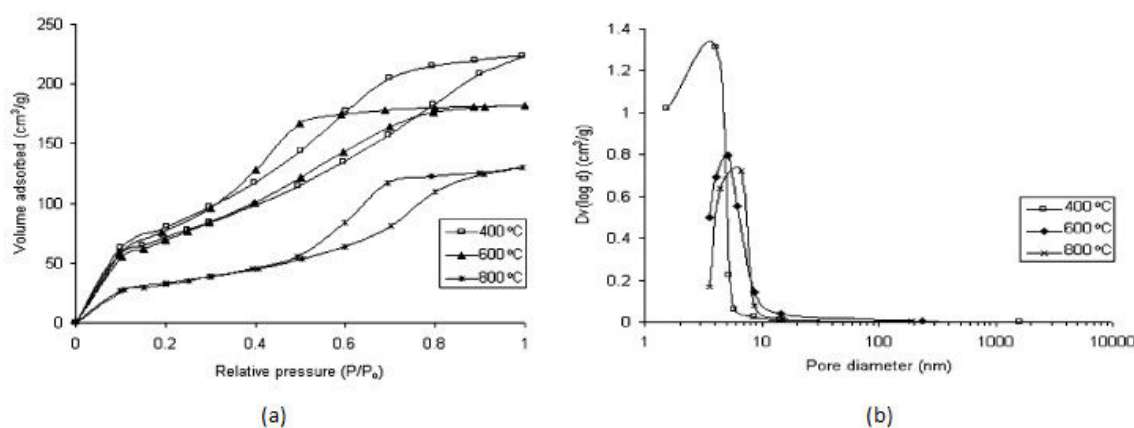 250
200
150
100
50
0
Volume adsorbed (cm³/g)
0 0.2 0.4 0.6 0.8 1
Relative pressure (P/P₀)
400 ºC
600 ºC
800 ºC
(a)
1.4
1.2
1
0.8
0.6
0.4
0.2
0
Dv(log d) (cm³/g)
1 10 100 1000 10000
Pore diameter (nm)
400 ºC
600 ºC
800 ºC
(b)